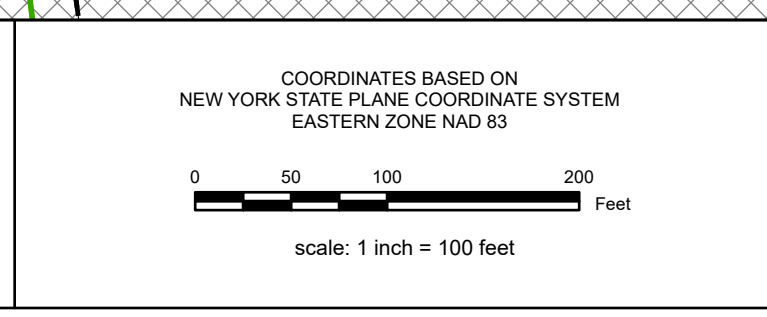 COORDINATES BASED ON
NEW YORK STATE PLANE COORDINATE SYSTEM
EASTERN ZONE NAD 83
0 50 100 200
Feet
scale: 1 inch = 100 feet